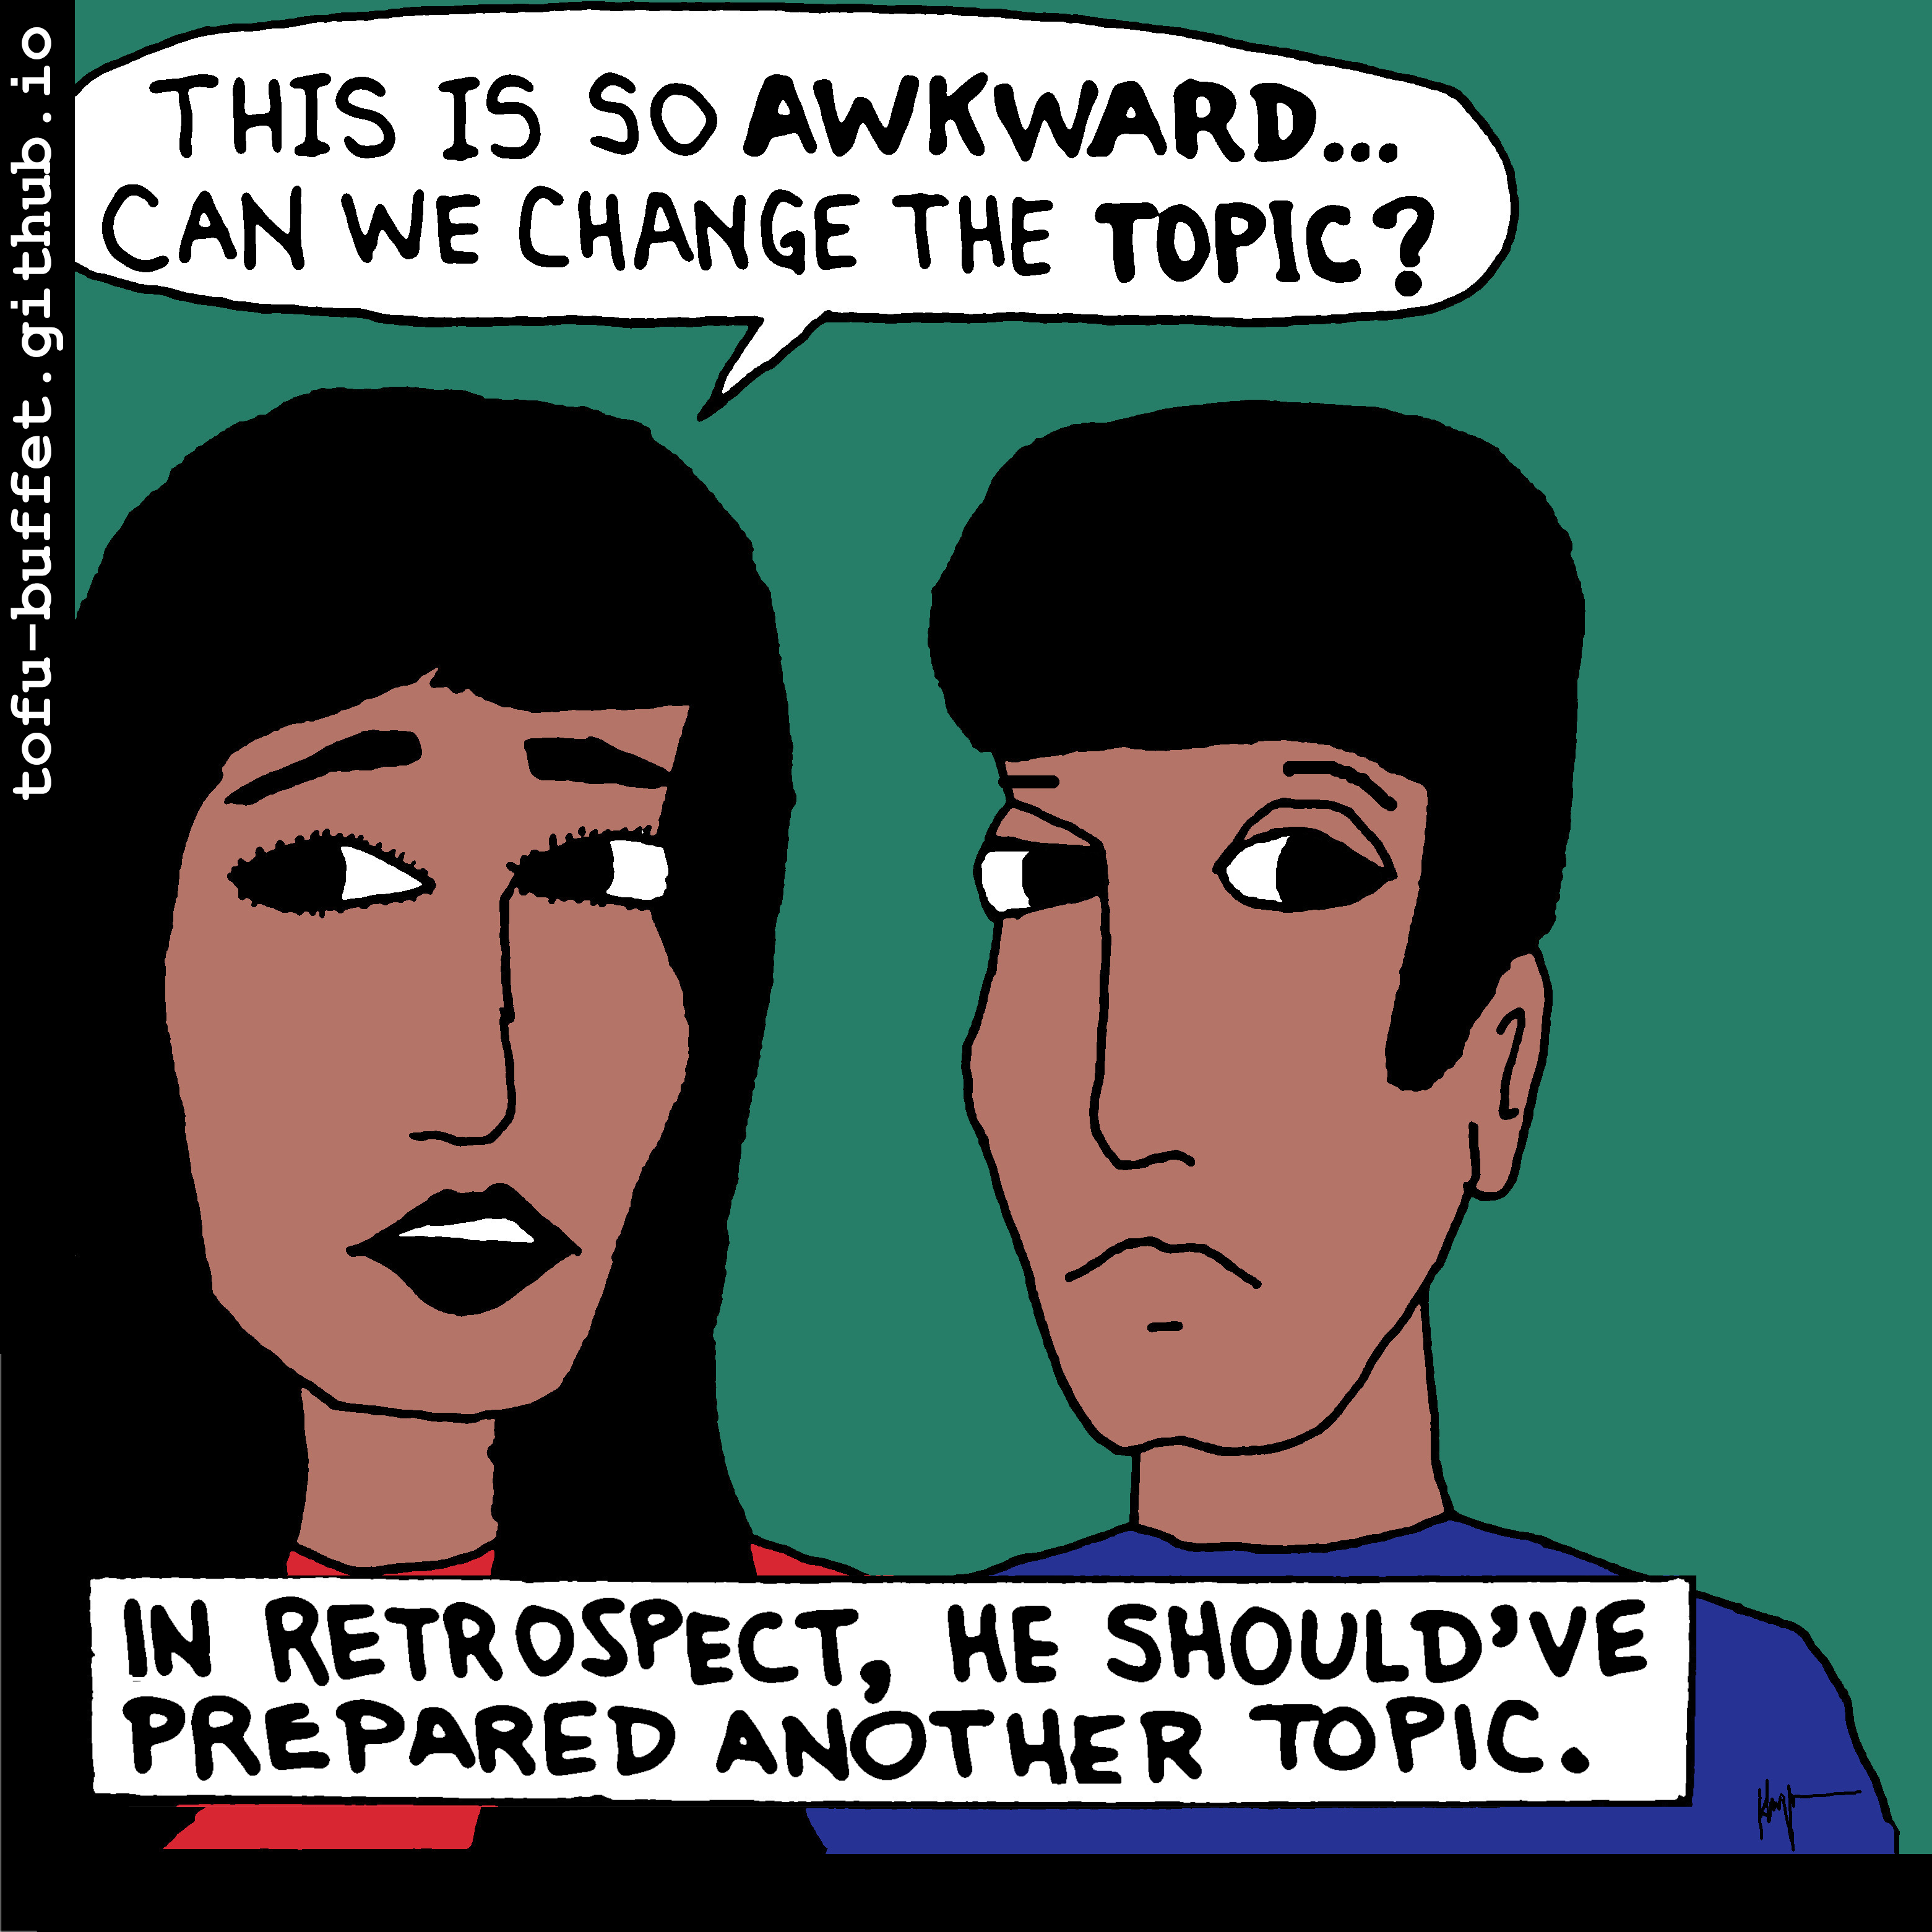 tofu-buffet.github.io
THIS IS SO AWKWARD...
CAN WE CHANGE THE TOPIC?
IN RETROSPECT, HE SHOULD'VE
PREPARED ANOTHER TOPIC.